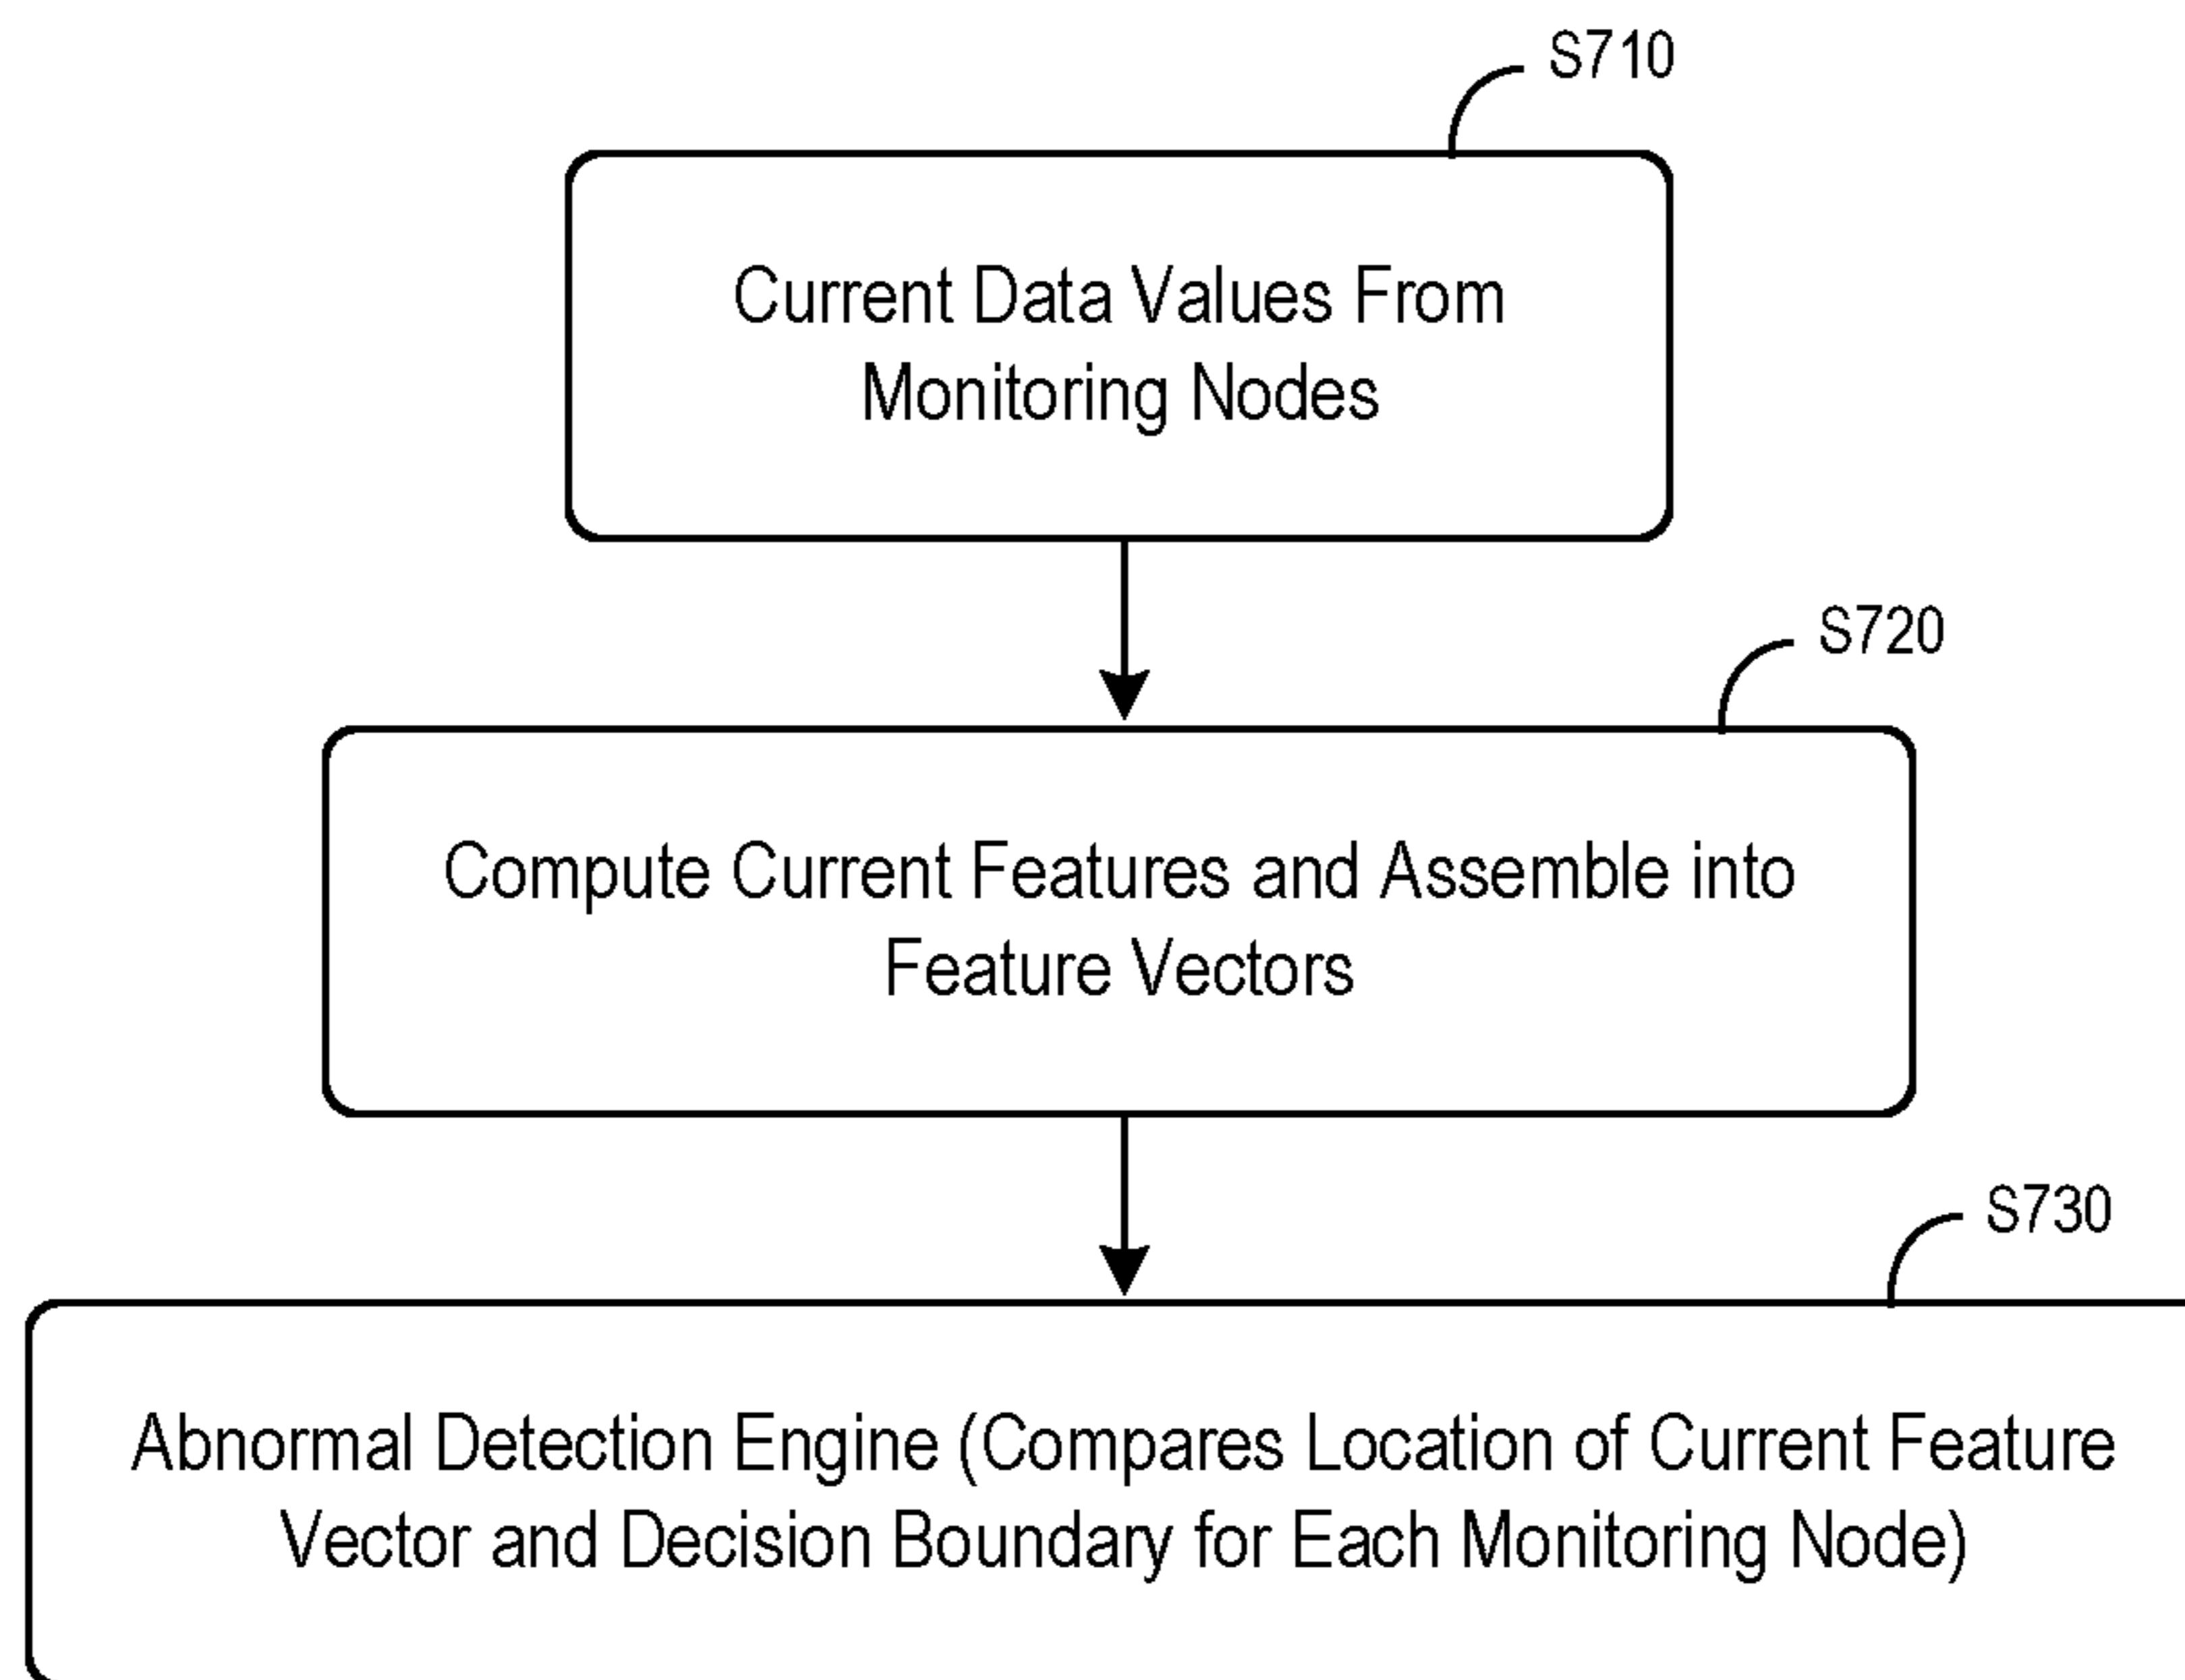 S710
Current Data Values From
Monitoring Nodes
S720
Compute Current Features and Assemble into
Feature Vectors
S730
Abnormal Detection Engine (Compares Location of Current Feature
Vector and Decision Boundary for Each Monitoring Node)